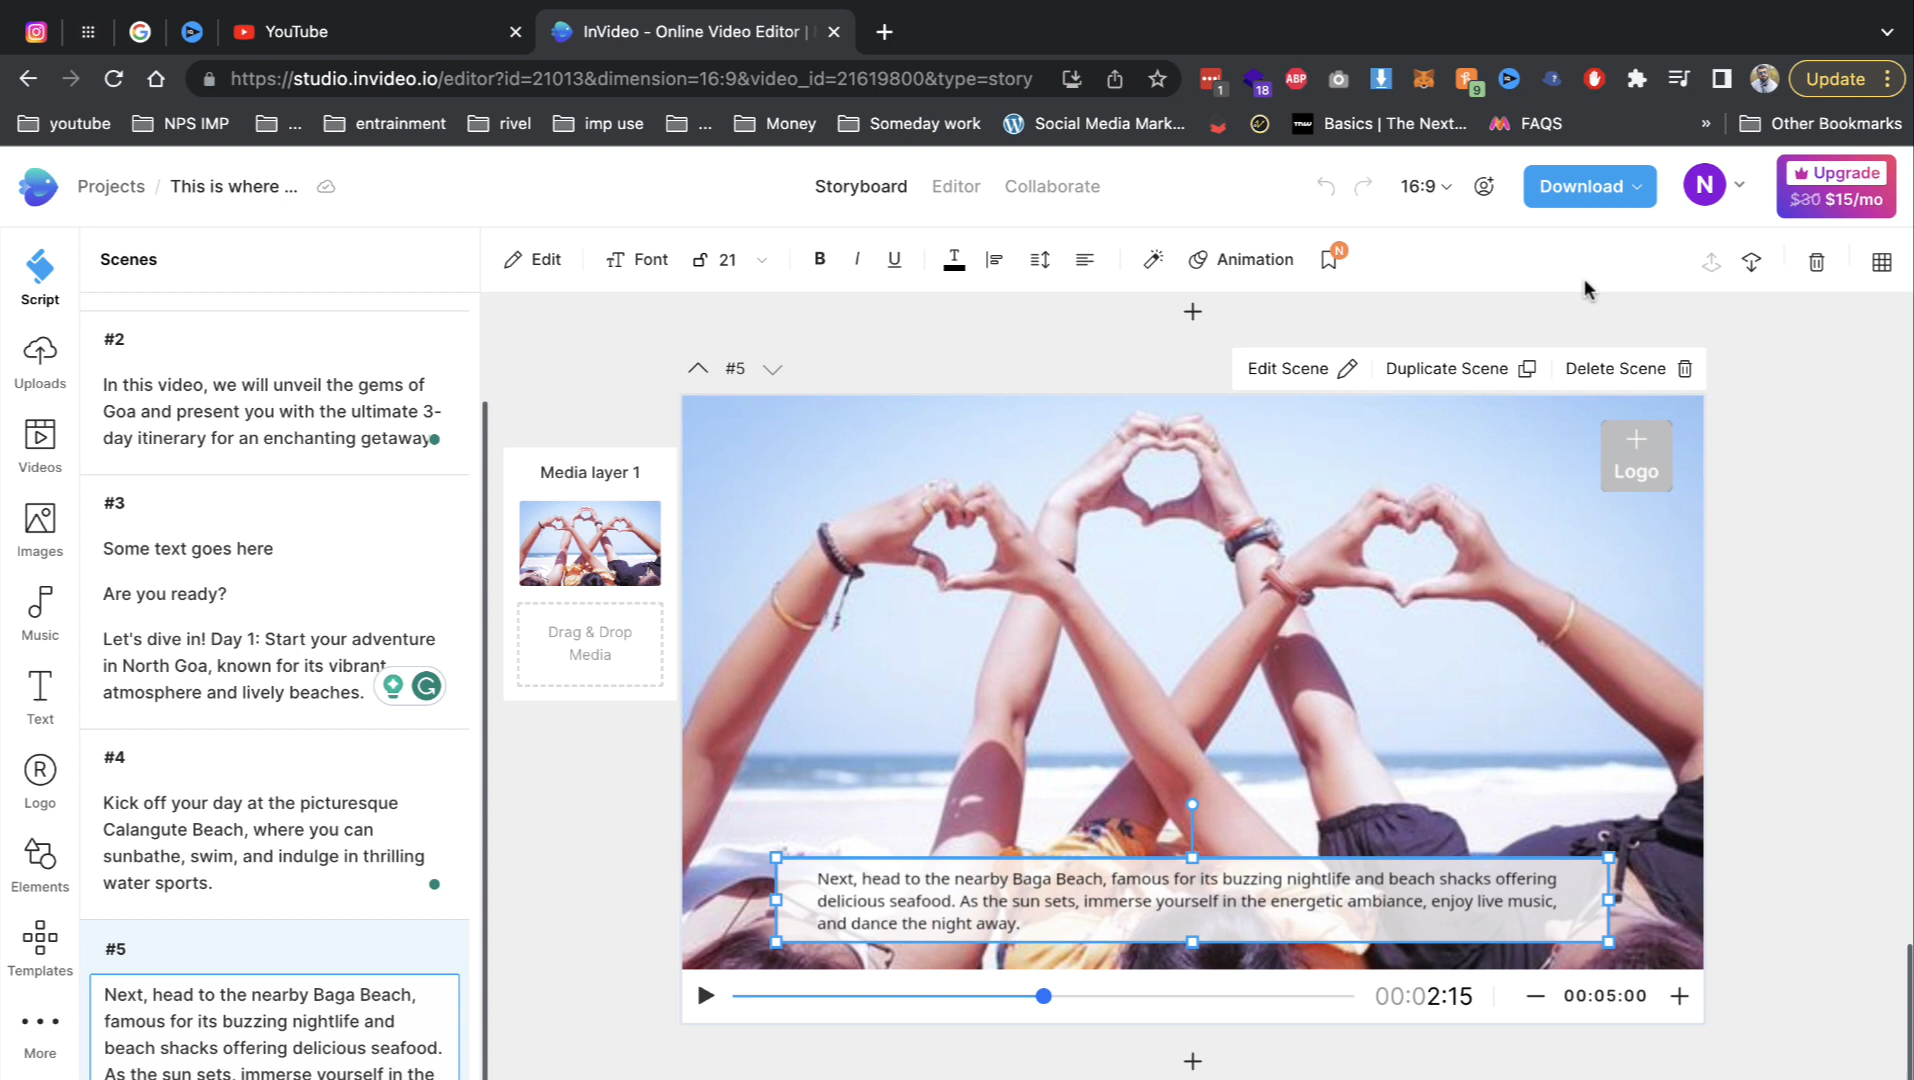 YouTube
InVideo - Online Video Editor |
https://studio.invideo.io/editor?id=21013&dimension=16:9&video_id=21619800&type=story
1
18
ABP
9
Update
youtube
NPS IMP
...
entrainment
rivel
imp use
...
Money
Someday work
Social Media Mark...
TNW
Basics | The Next...
FAQS
»
Other Bookmarks
Projects / This is where ...
Storyboard
Editor
Collaborate
16:9
Download
N
Upgrade
$30 $15/mo
Script
Uploads
Videos
Images
Music
Text
Logo
Elements
Templates
More
Scenes
#2
In this video, we will unveil the gems of
Goa and present you with the ultimate 3-
day itinerary for an enchanting getaway
#3
Some text goes here
Are you ready?
Let's dive in! Day 1: Start your adventure
in North Goa, known for its vibrant
atmosphere and lively beaches.
#4
Kick off your day at the picturesque
Calangute Beach, where you can
sunbathe, swim, and indulge in thrilling
water sports.
#5
Next, head to the nearby Baga Beach,
famous for its buzzing nightlife and
beach shacks offering delicious seafood.
As the sun sets, immerse yourself in the
Edit
Font
21
B
I
U
Animation
N
#5
Edit Scene
Duplicate Scene
Delete Scene
Media layer 1
Drag & Drop
Media
+
Logo
Next, head to the nearby Baga Beach, famous for its buzzing nightlife and beach shacks offering
delicious seafood. As the sun sets, immerse yourself in the energetic ambiance, enjoy live music,
and dance the night away.
00:02:15
00:05:00